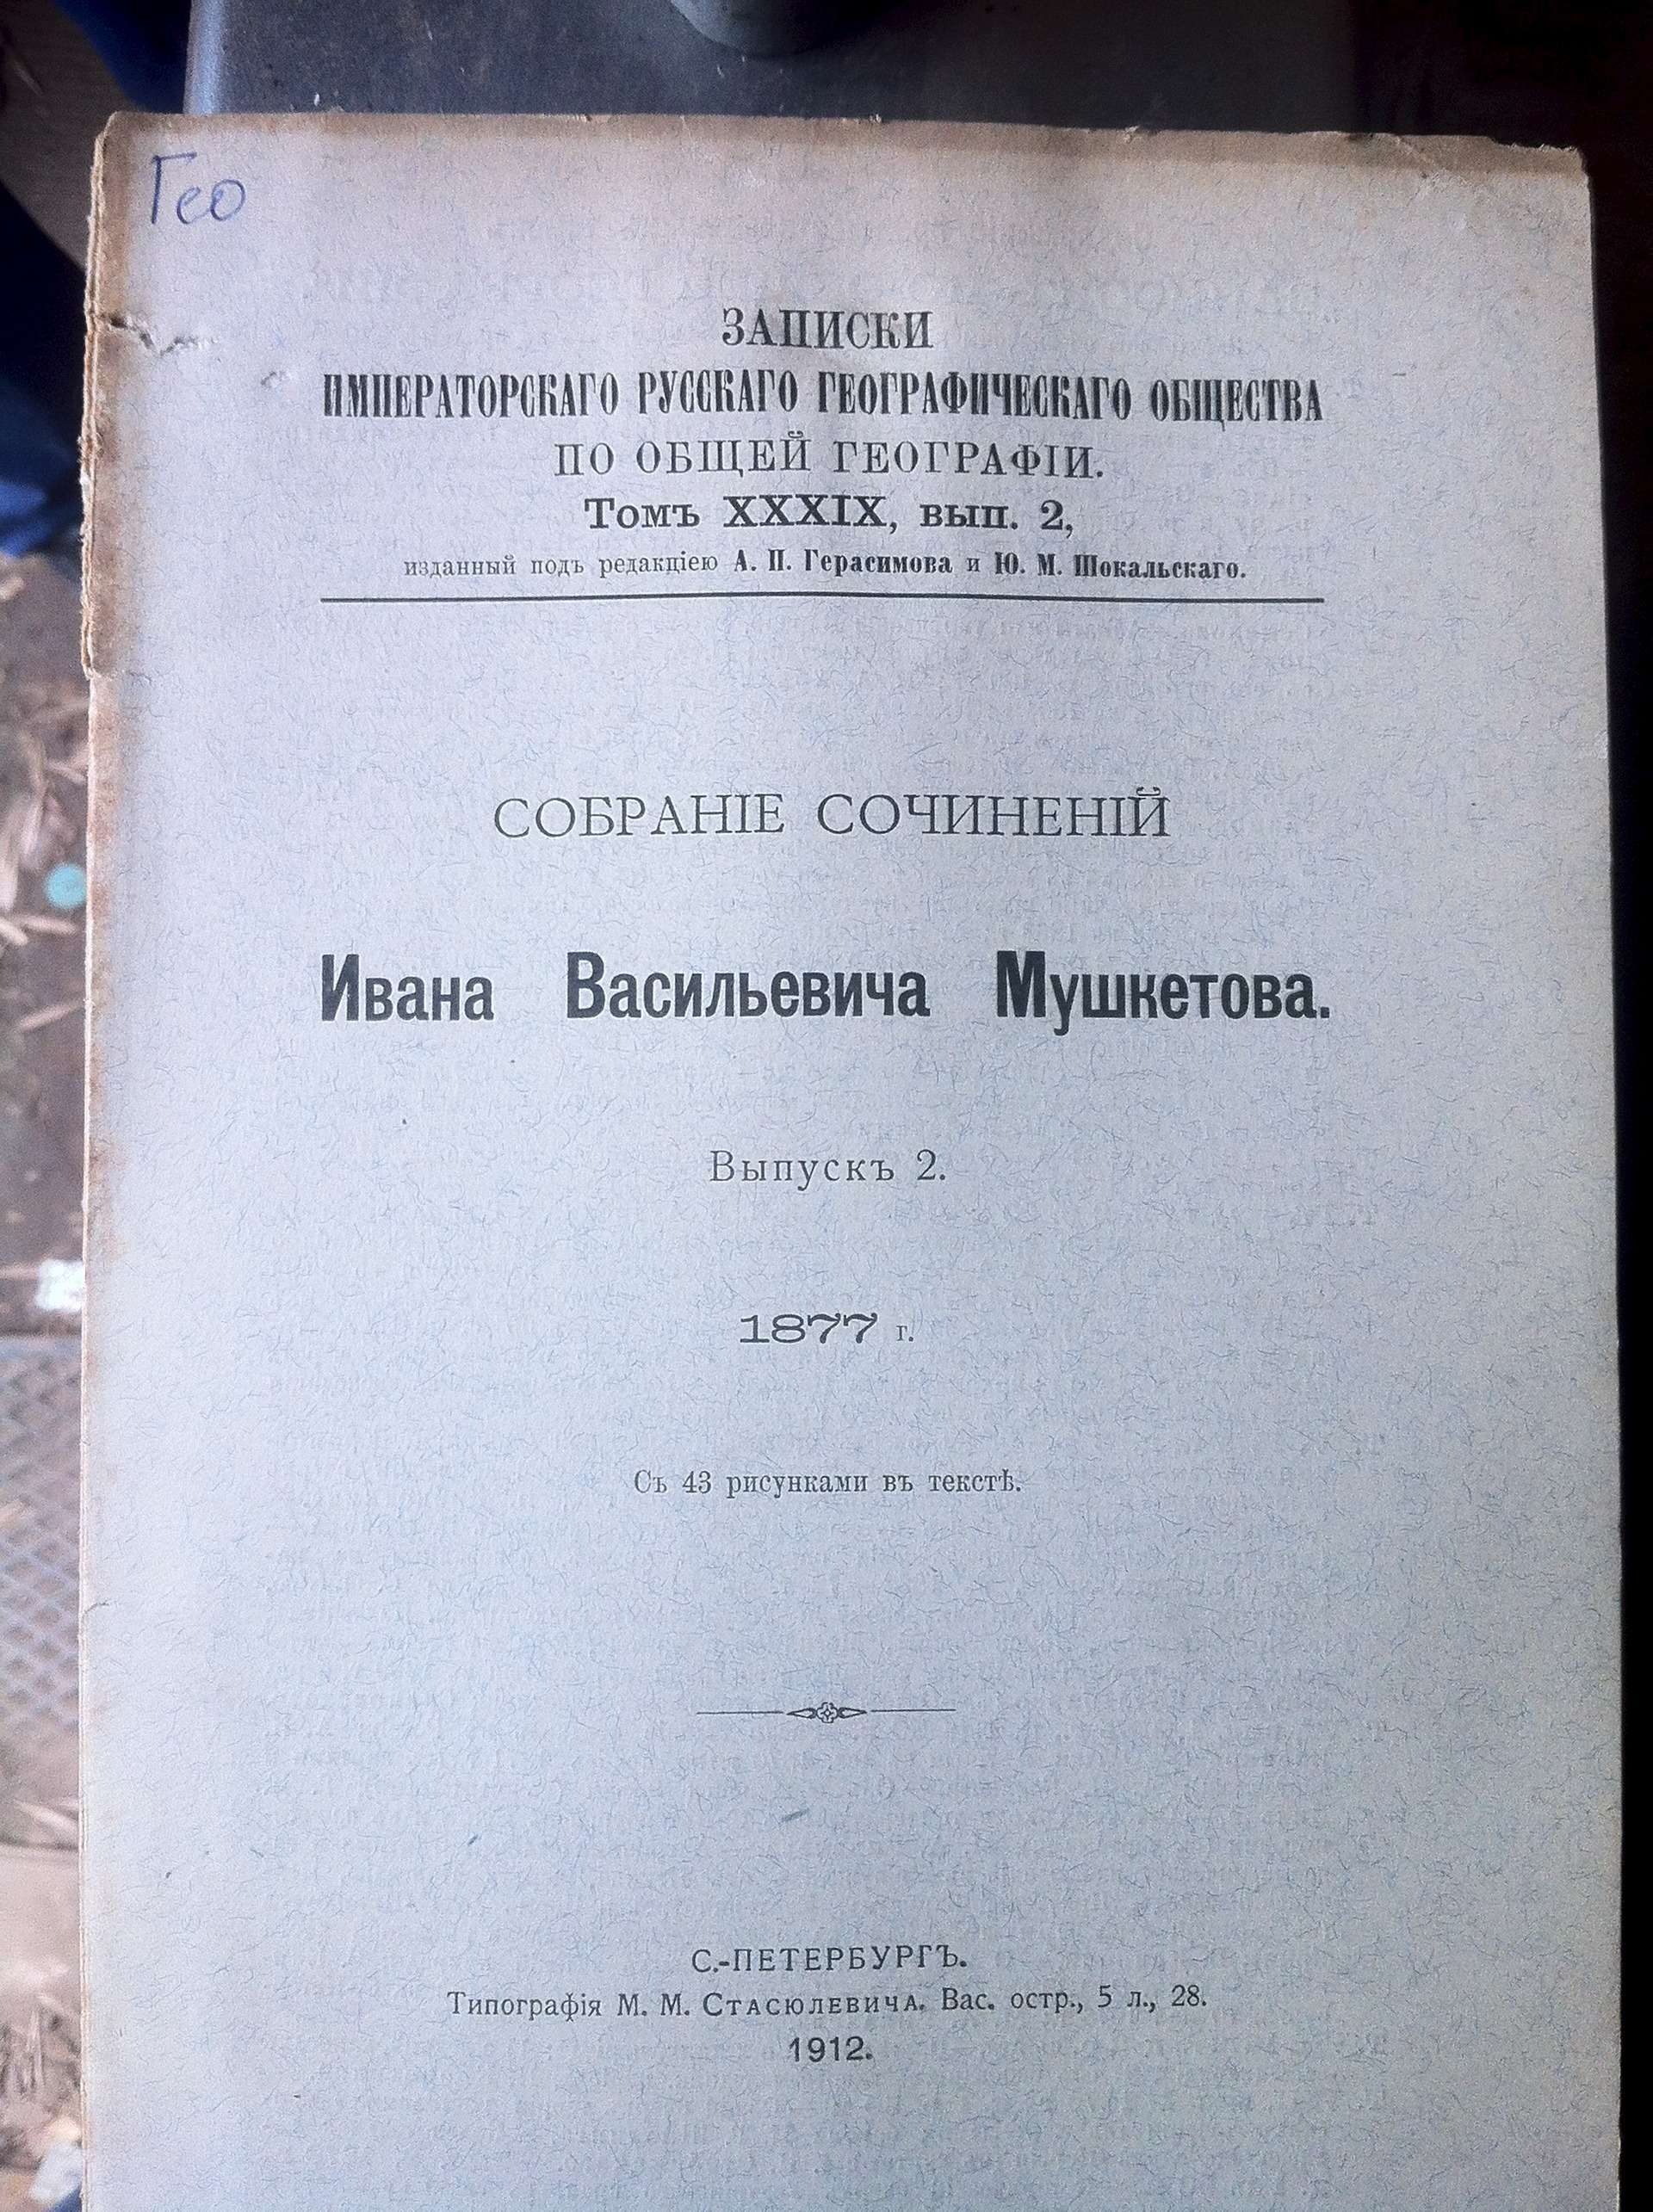 Гео
ЗАПИСКИ
ИМПЕРАТОРСКАГО РУССКАГО ГЕОГРАФИЧЕСКАГО ОБЩЕСТВА
ПО ОБЩЕЙ ГЕОГРАФІИ.
Томъ XXXIX, вып. 2,
изданный подъ редакціею А. П. Герасимова и Ю. М. Шокальскаго.
СОБРАНІЕ СОЧИНЕНІЙ
Ивана Васильевича Мушкетова.
Выпускъ 2.
1877 г.
Съ 43 рисунками въ текстѣ.
С.-ПЕТЕРБУРГЪ.
Типографія М. М. СТАСЮЛЕВИЧА. Вас. остр., 5 л., 28.
1912.